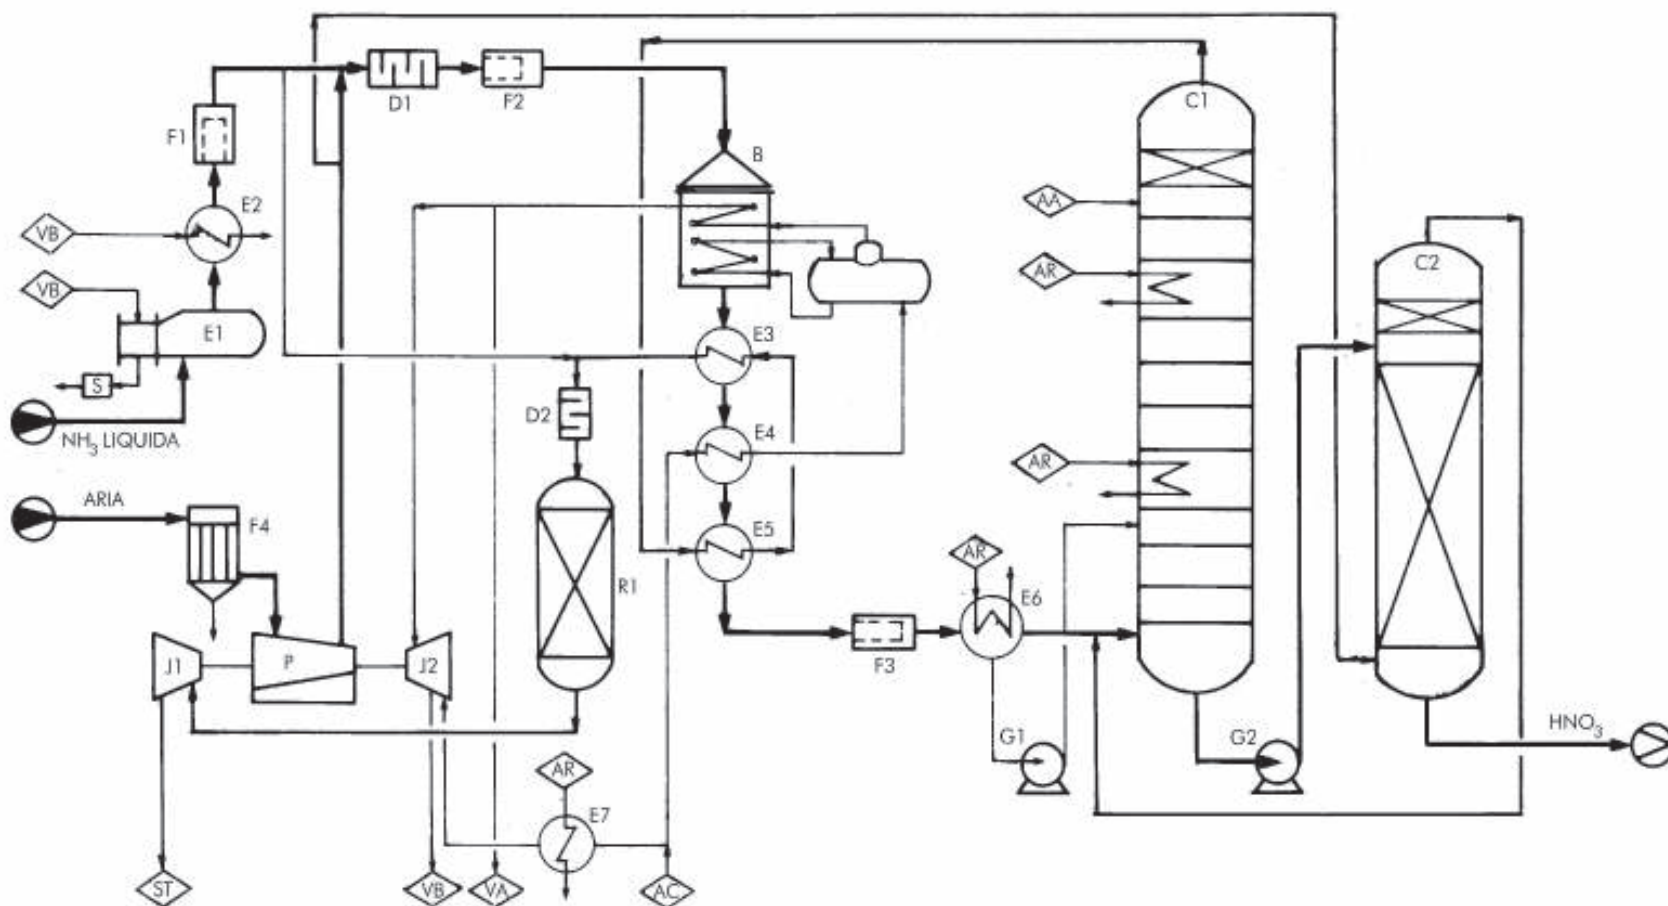 C1
D1
F2
F1
B
AA
E2
VB
AR
C2
VB
E1
E3
S
D2
E4
NH3 LIQUIDA
AR
ARIA
F4
E5
AR
R1
E6
J1
P
J2
F3
HNO3
G1
G2
AR
E7
ST
VB
VA
AC